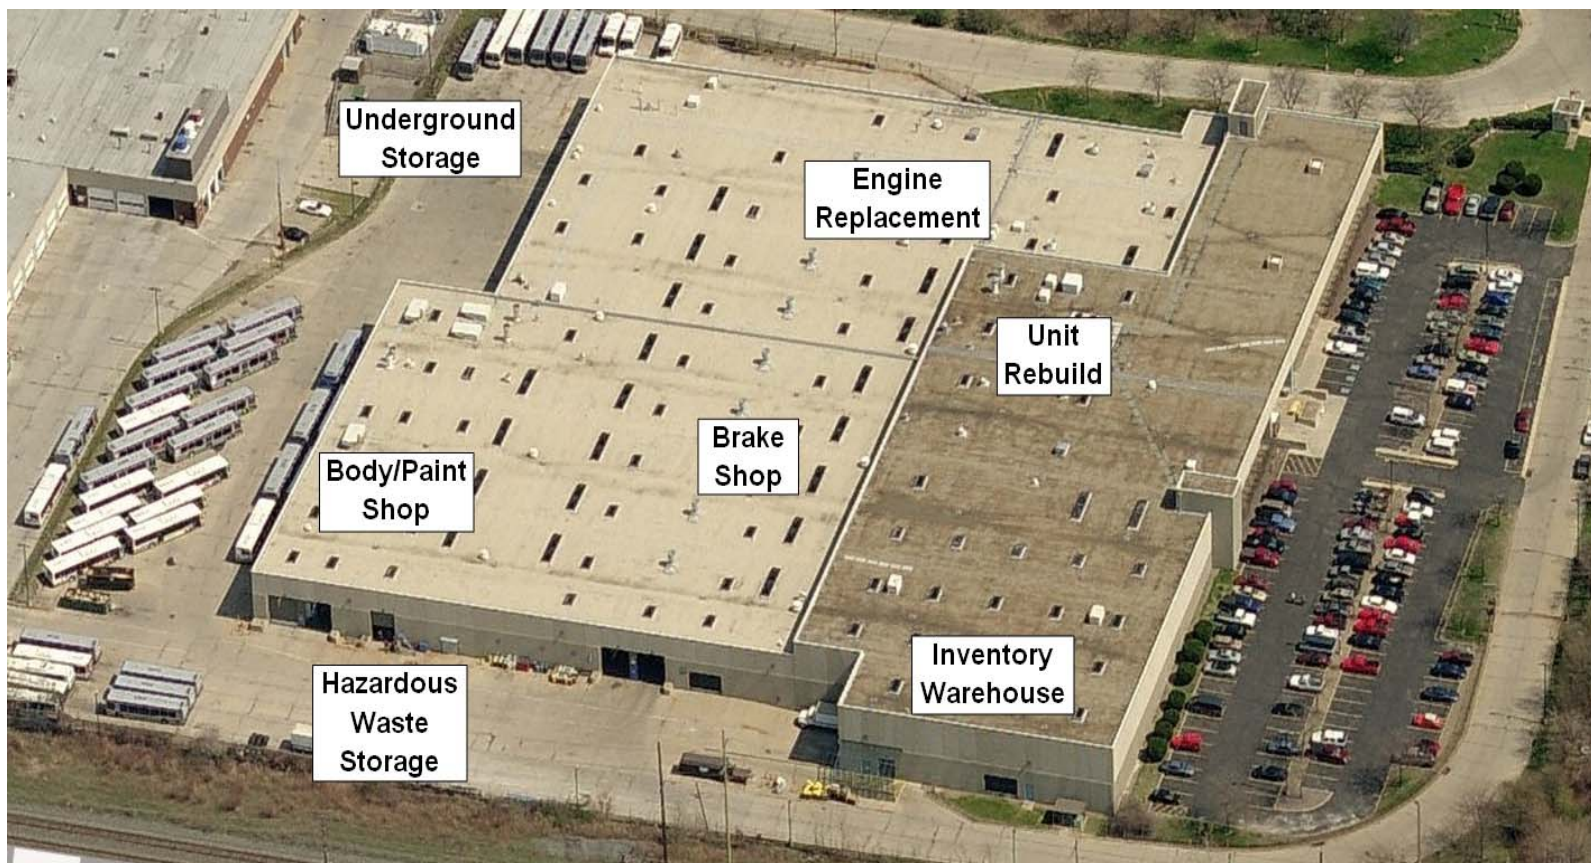 Underground
Storage
Engine
Replacement
Unit
Rebuild
Brake
Shop
Body/Paint
Shop
Inventory
Warehouse
Hazardous
Waste
Storage